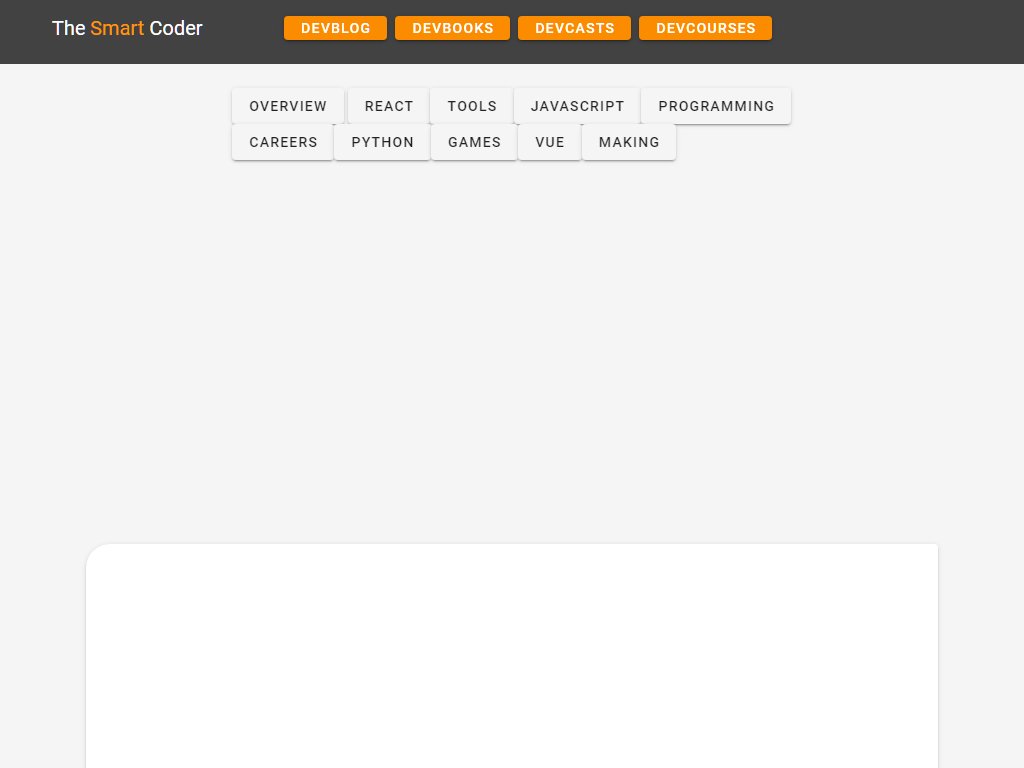 The Smart Coder DEVBLOG DEVBOOKS DEVCASTS DEVCOURSES
OVERVIEW REACT TOOLS JAVASCRIPT PROGRAMMING
CAREERS PYTHON GAMES VUE MAKING